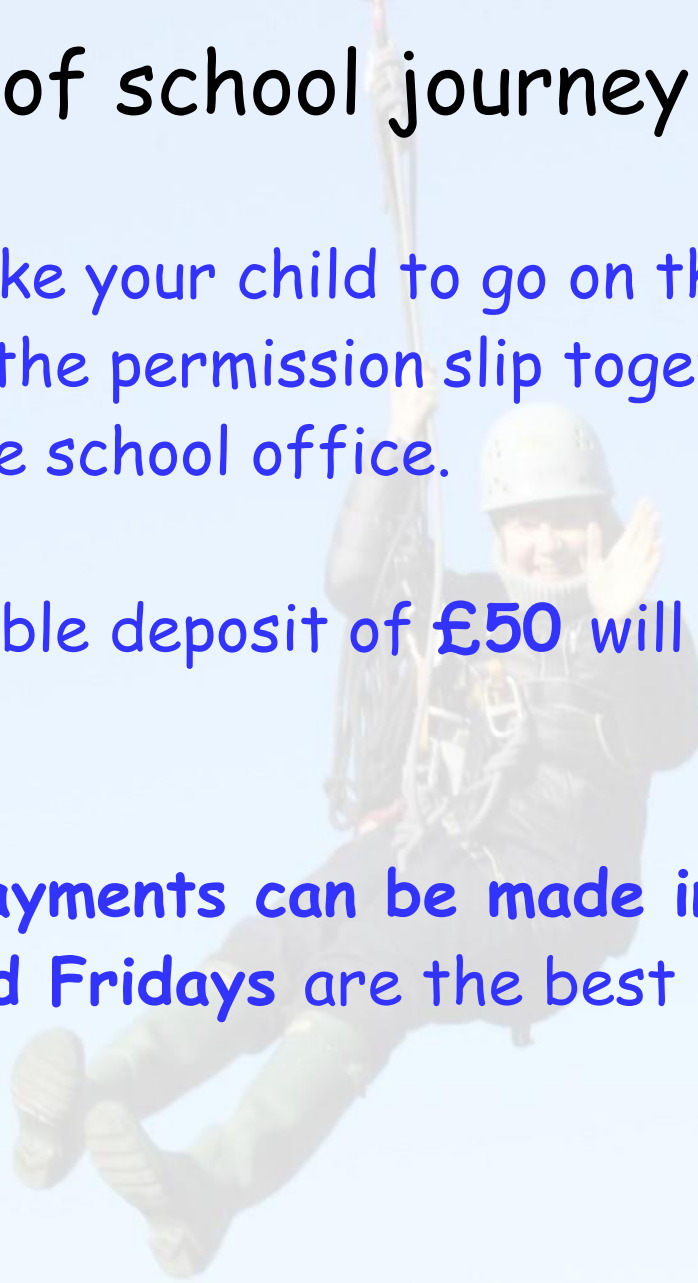 of school journey
ke your child to go on th
the permission slip toge
e school office.
ble deposit of £50 will
ayments can be made in
d Fridays are the best